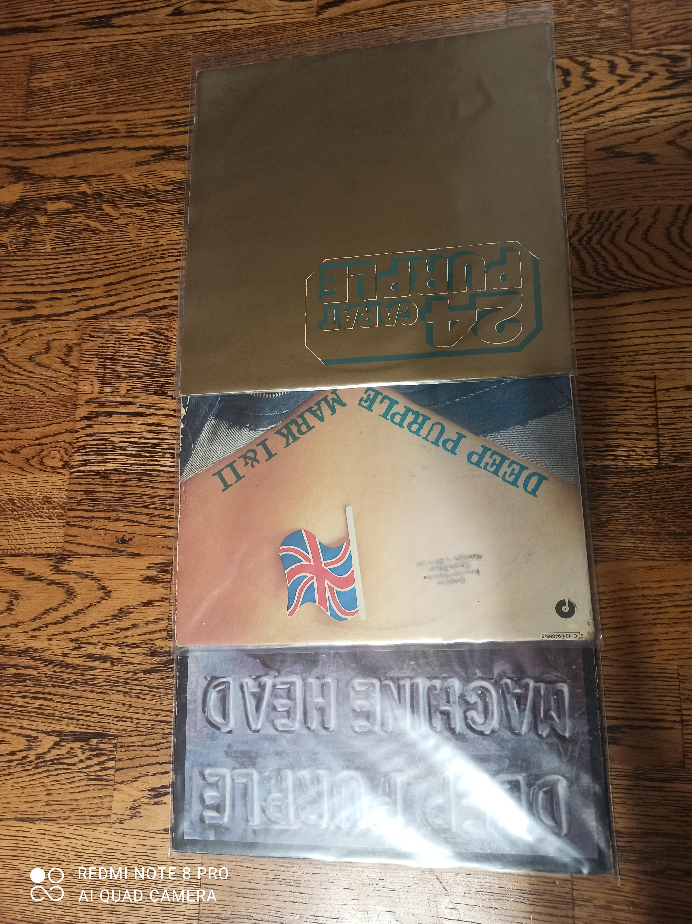 24 CARAT
PURPLE
DEEP PURPLE MARK I & II
DEEP PURPLE
MACHINE HEAD
REDMI NOTE 8 PRO
AI QUAD CAMERA